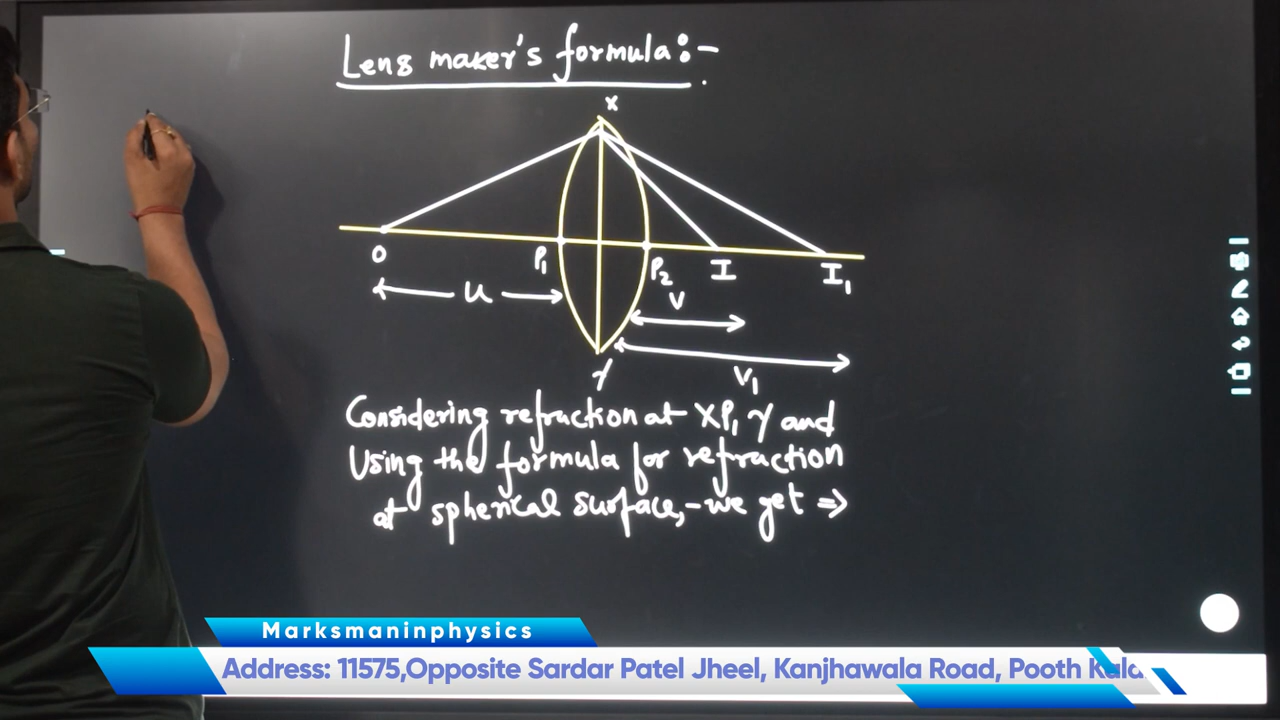 Lens maker's formula:-
X
O
P1
P2
I
I1
u
v
v1
Y
Considering refraction at XP1Y and
Using the formula for refraction
at spherical surface,-we get ⇒
Marksmaninphysics
Address: 11575,Opposite Sardar Patel Jheel, Kanjhawala Road, Pooth Kala